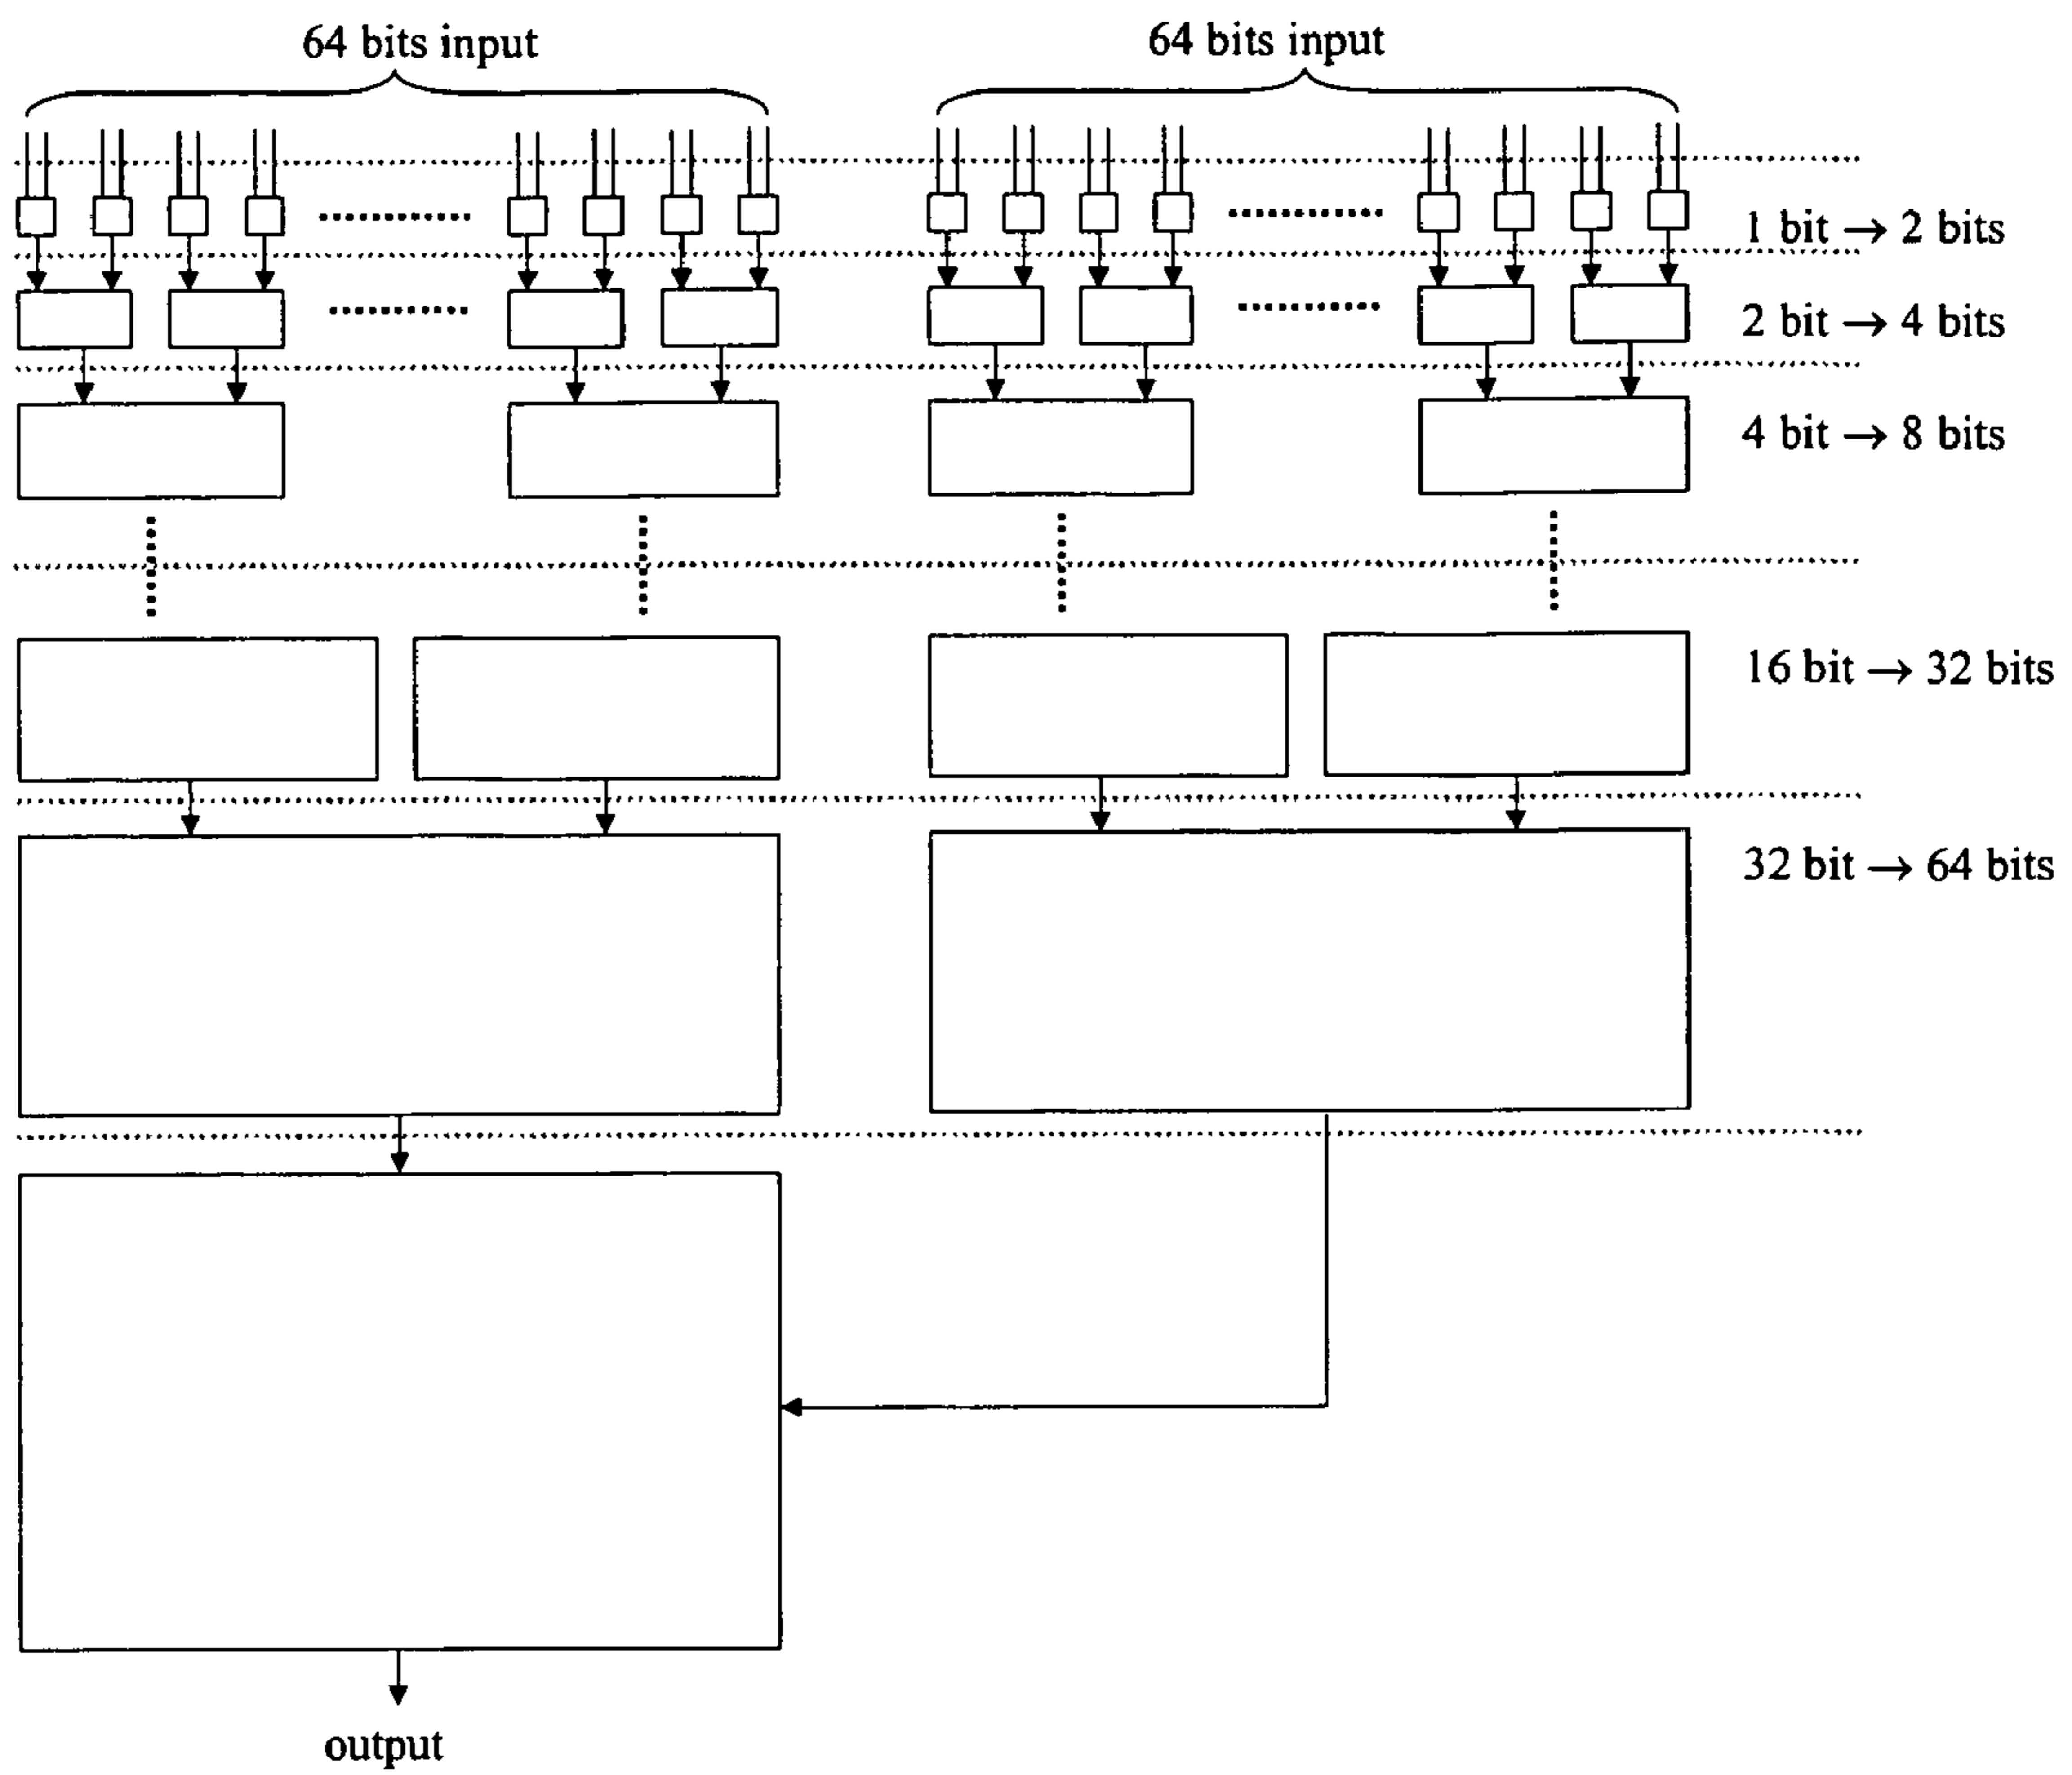 64 bits input
64 bits input
1 bit → 2 bits
2 bit → 4 bits
4 bit → 8 bits
16 bit → 32 bits
32 bit → 64 bits
output